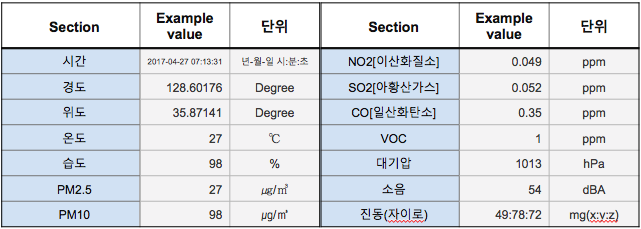 Section Example value 단위 Section Example value 단위
시간 2017-04-27 07:13:31 년-월-일 시:분:초 NO2[이산화질소] 0.049 ppm
경도 128.60176 Degree SO2[아황산가스] 0.052 ppm
위도 35.87141 Degree CO[일산화탄소] 0.35 ppm
온도 27 ℃ VOC 1 ppm
습도 98 % 대기압 1013 hPa
PM2.5 27 ㎍/㎥ 소음 54 dBA
PM10 98 ㎍/㎥ 진동(자이로) 49:78:72 mg(x:y:z)